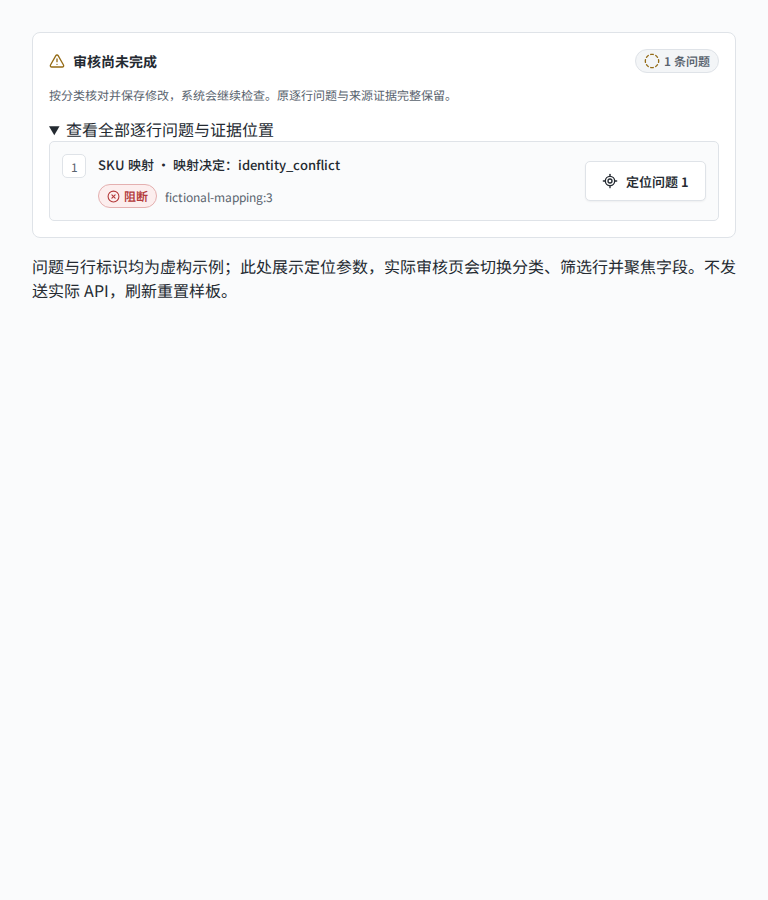 审核尚未完成
1 条问题
按分类核对并保存修改，系统会继续检查。原逐行问题与来源证据完整保留。
▼ 查看全部逐行问题与证据位置
1
SKU 映射 · 映射决定：identity_conflict
阻断
fictional-mapping:3
定位问题 1
问题与行标识均为虚构示例；此处展示定位参数，实际审核页会切换分类、筛选行并聚焦字段。不发
送实际 API，刷新重置样板。